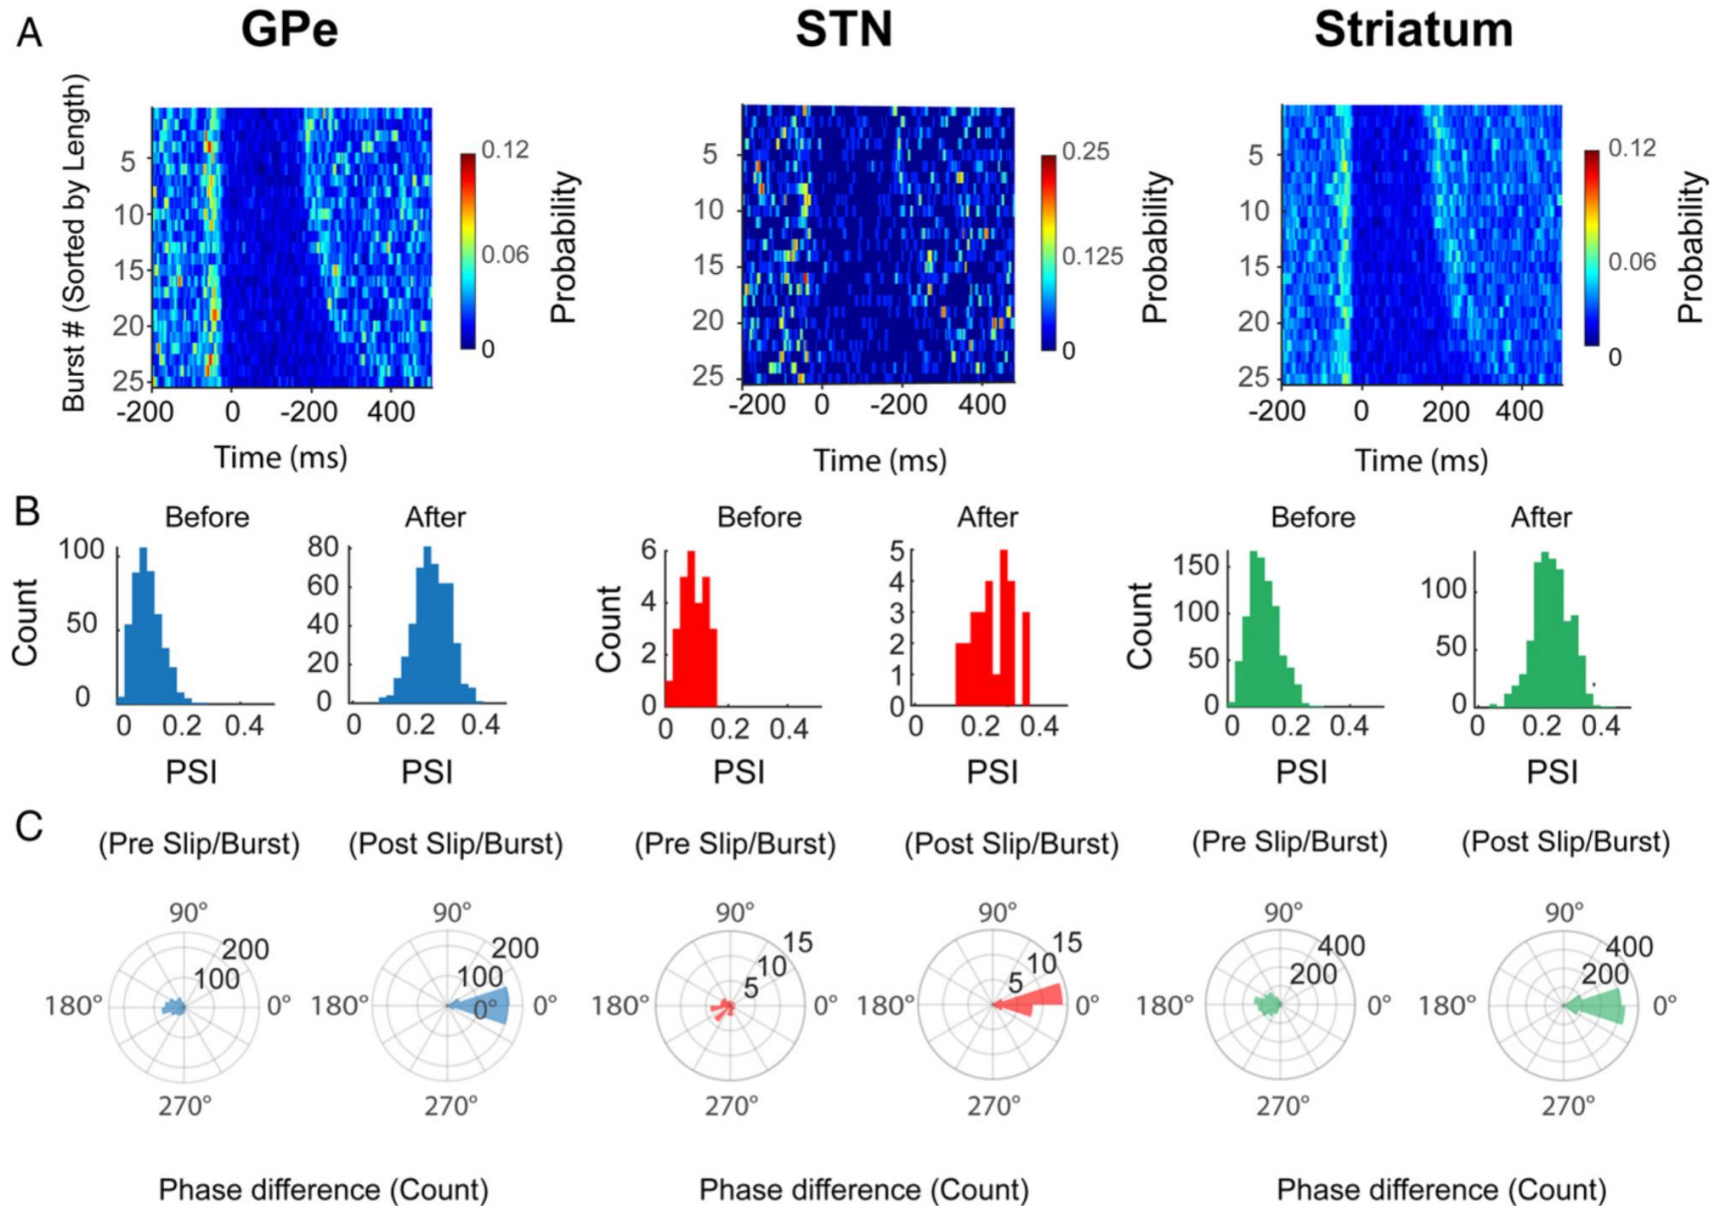 A
GPe
STN
Striatum
Burst # (Sorted by Length)
5
10
15
20
25
-200 0 -200 400
Time (ms)
0.12
0.06
0
Probability
5
10
15
20
25
-200 0 -200 400
Time (ms)
0.25
0.125
0
Probability
5
10
15
20
25
-200 0 200 400
Time (ms)
0.12
0.06
0
Probability
B
Before After Before After Before After
Count
100
50
0
0 0.2 0.4
PSI
80
60
40
20
0
0 0.2 0.4
PSI
Count
6
4
2
0
0 0.2 0.4
PSI
5
4
3
2
1
0
0 0.2 0.4
PSI
Count
150
100
50
0
0 0.2 0.4
PSI
100
50
0
0 0.2 0.4
PSI
C
(Pre Slip/Burst) (Post Slip/Burst) (Pre Slip/Burst) (Post Slip/Burst) (Pre Slip/Burst) (Post Slip/Burst)
90°
200
100
180° 0°
270°
90°
200
100
180° 0° 0°
270°
90°
15
10
5
180° 0°
270°
90°
15
10
5
180° 0°
270°
90°
400
200
180° 0°
270°
90°
400
200
180° 0°
270°
Phase difference (Count) Phase difference (Count) Phase difference (Count)